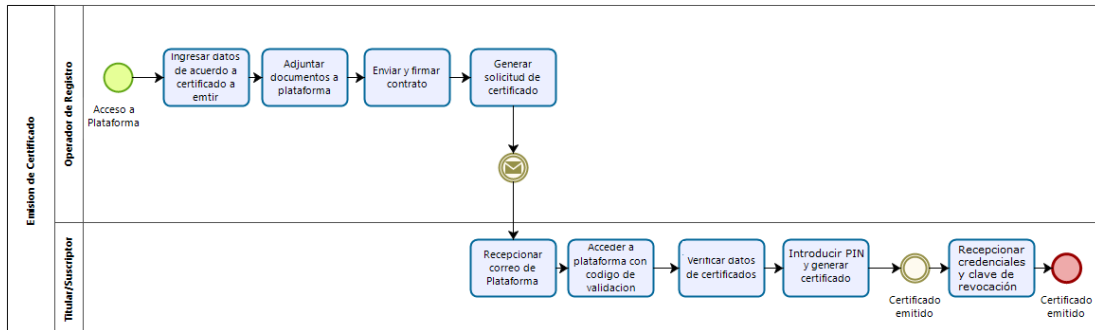 Emision de Certificado
Operador de Registro
Acceso a
Plataforma
Ingresar datos
de acuerdo a
certificado a
emtir
Adjuntar
documentos a
plataforma
Enviar y firmar
contrato
Generar
solicitud de
certificado
Titular/Suscriptor
Recepcionar
correo de
Plataforma
Acceder a
plataforma con
codigo de
validacion
Verificar datos
de certificados
Introducir PIN
y generar
certificado
Certificado
emitido
Recepcionar
credenciales
y clave de
revocación
Certificado
emitido